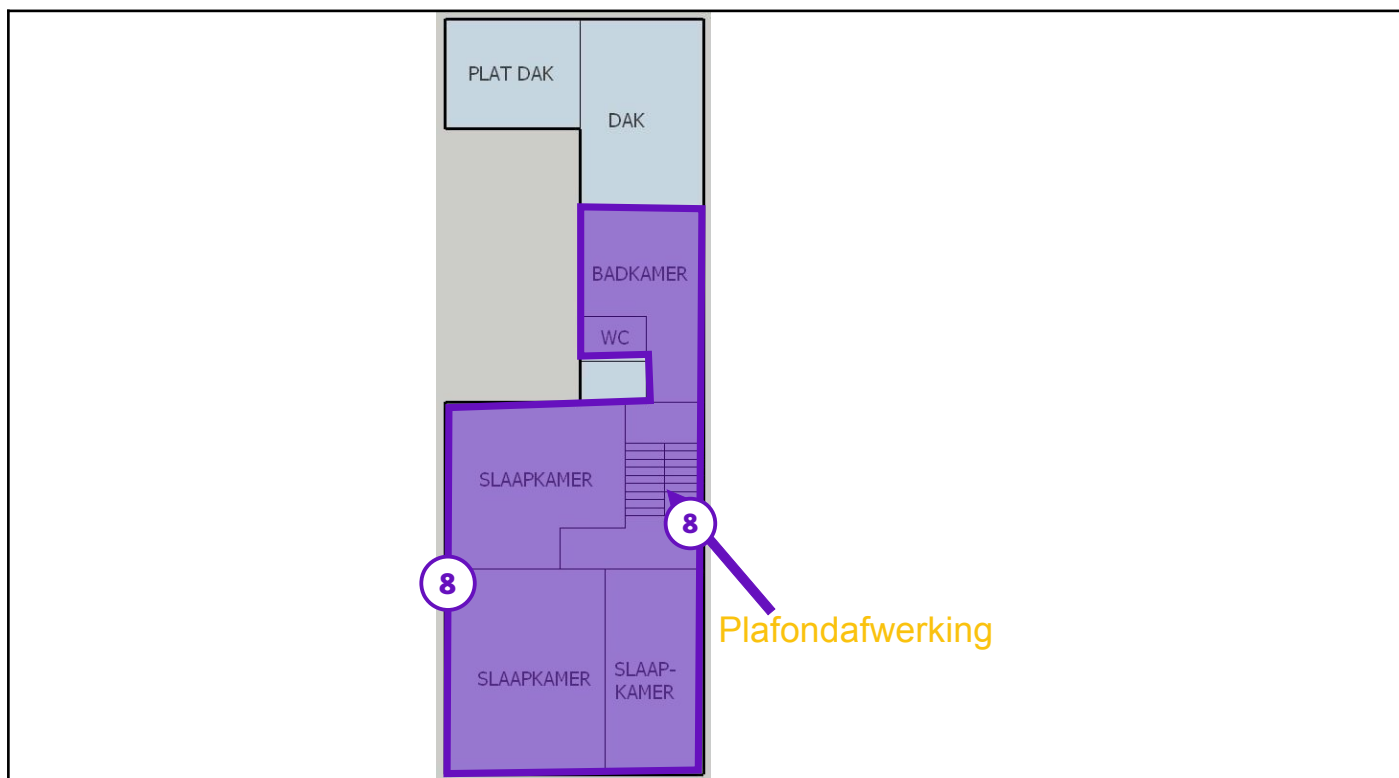 PLAT DAK
DAK
BADKAMER
WC
SLAAPKAMER
8
8
Plafondafwerking
SLAAPKAMER
SLAAP-
KAMER